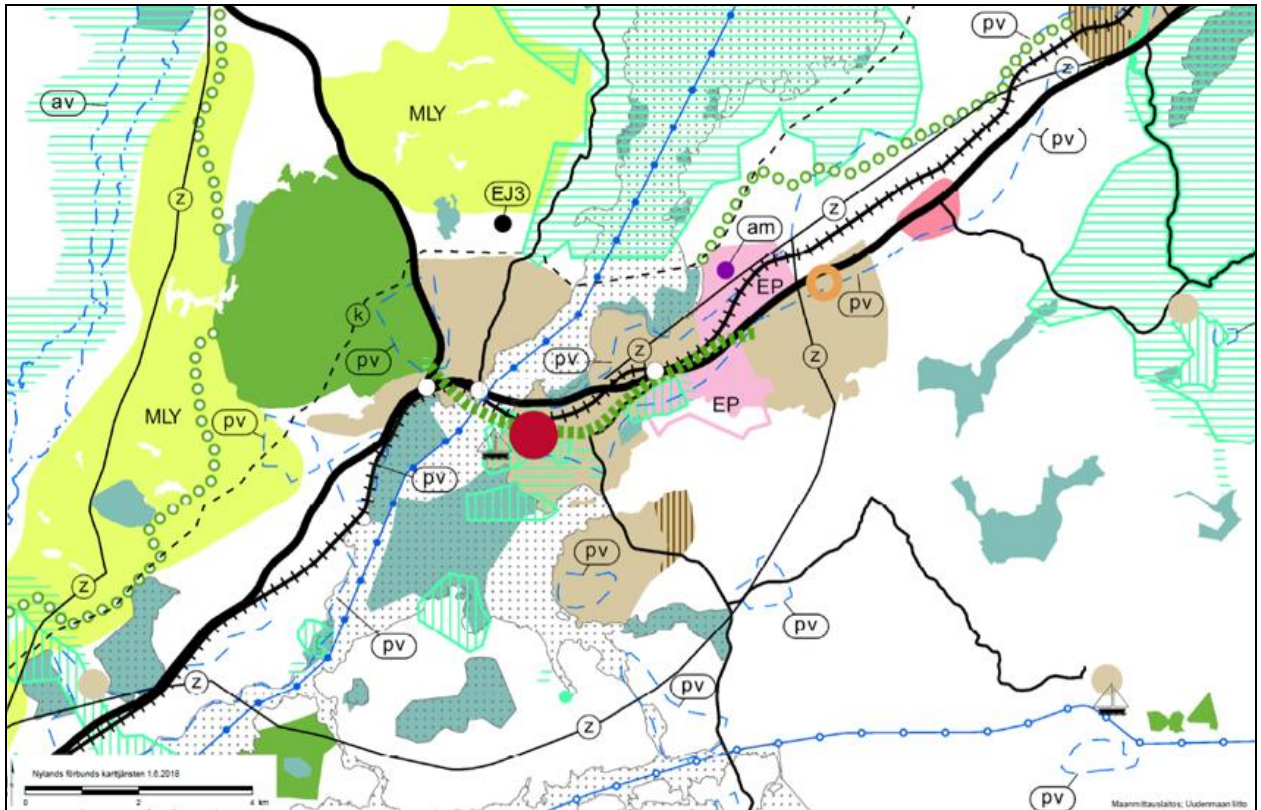 pv
z
av
pv
MLY
z
EJ3
z
am
EP
pv
k
pv
pv
z
z
MLY
EP
pv
pv
pv
z
pv
pv
z
pv
z
Nylands förbunds karttjänsten 1.6.2018
0 2 4 km
pv
Maanmittauslaitos; Uudenmaan liitto